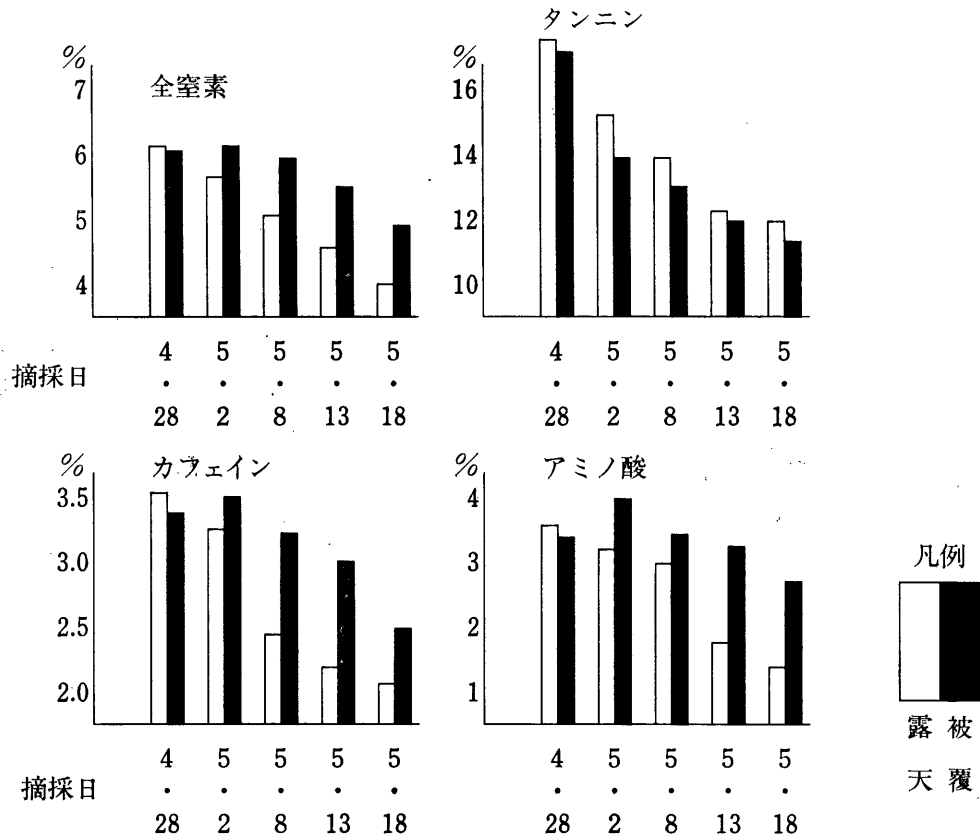 タンニン
%
7
全窒素
6
5
4
%
16
14
12
10
4 5 5 5 5
摘採日 ・ ・ ・ ・ ・
28 2 8 13 18
4 5 5 5 5
・ ・ ・ ・ ・
28 2 8 13 18
%
カフェイン
3.5
3.0
2.5
2.0
%
アミノ酸
4
3
2
1
4 5 5 5 5
摘採日 ・ ・ ・ ・ ・
28 2 8 13 18
4 5 5 5 5
・ ・ ・ ・ ・
28 2 8 13 18
凡例
露 被
天 覆